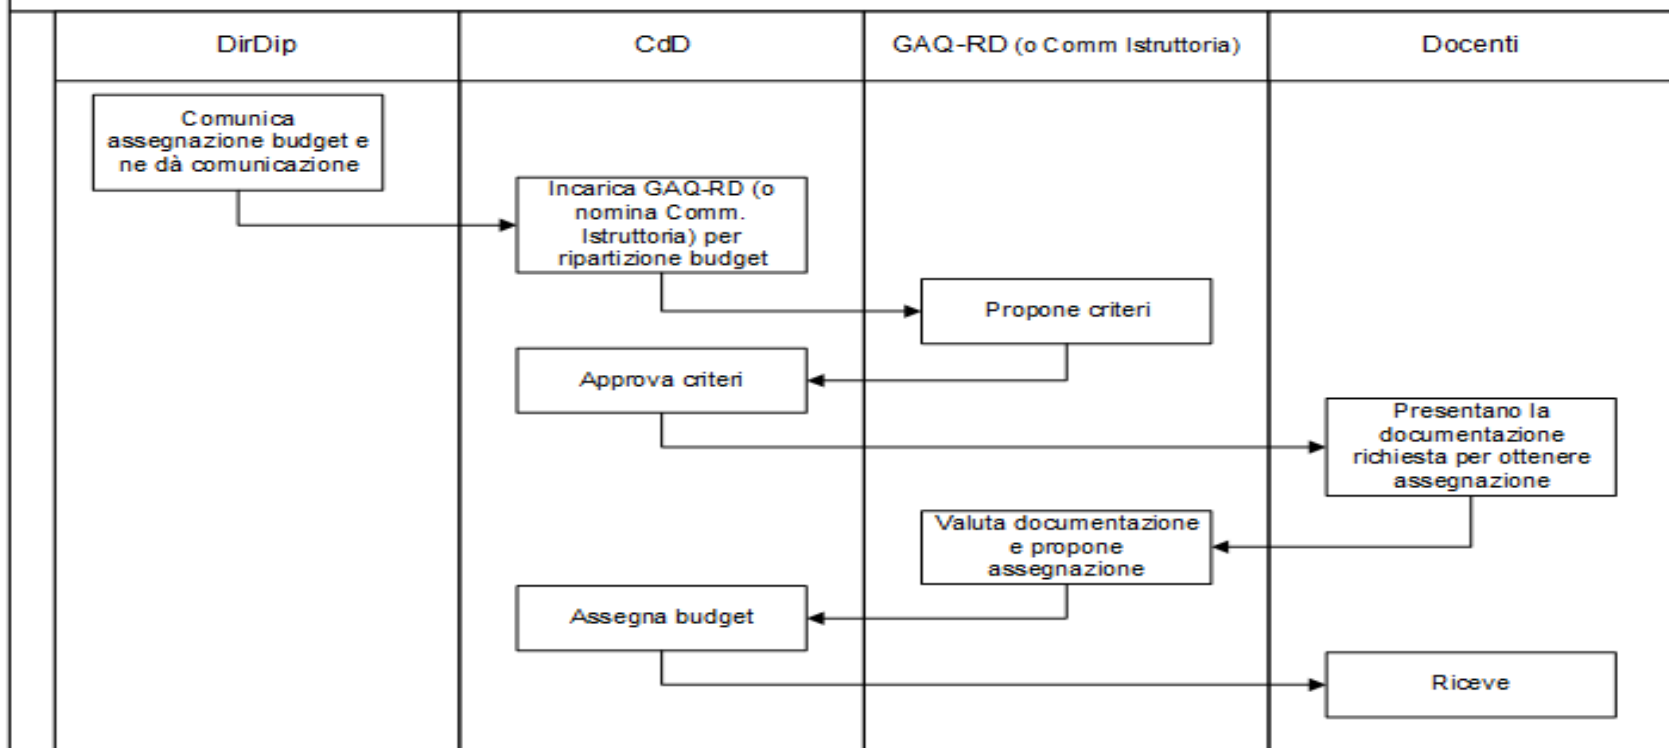 DirDip
CdD
GAQ-RD (o Comm Istruttoria)
Docenti
Comunica
assegnazione budget e
ne dà comunicazione
Incarica GAQ-RD (o
nomina Comm.
Istruttoria) per
ripartizione budget
Propone criteri
Approva criteri
Presentano la
documentazione
richiesta per ottenere
assegnazione
Valuta documentazione
e propone
assegnazione
Assegna budget
Riceve